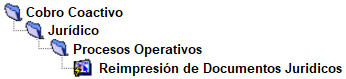 Cobro Coactivo
Jurídico
Procesos Operativos
Reimpresión de Documentos Juridicos